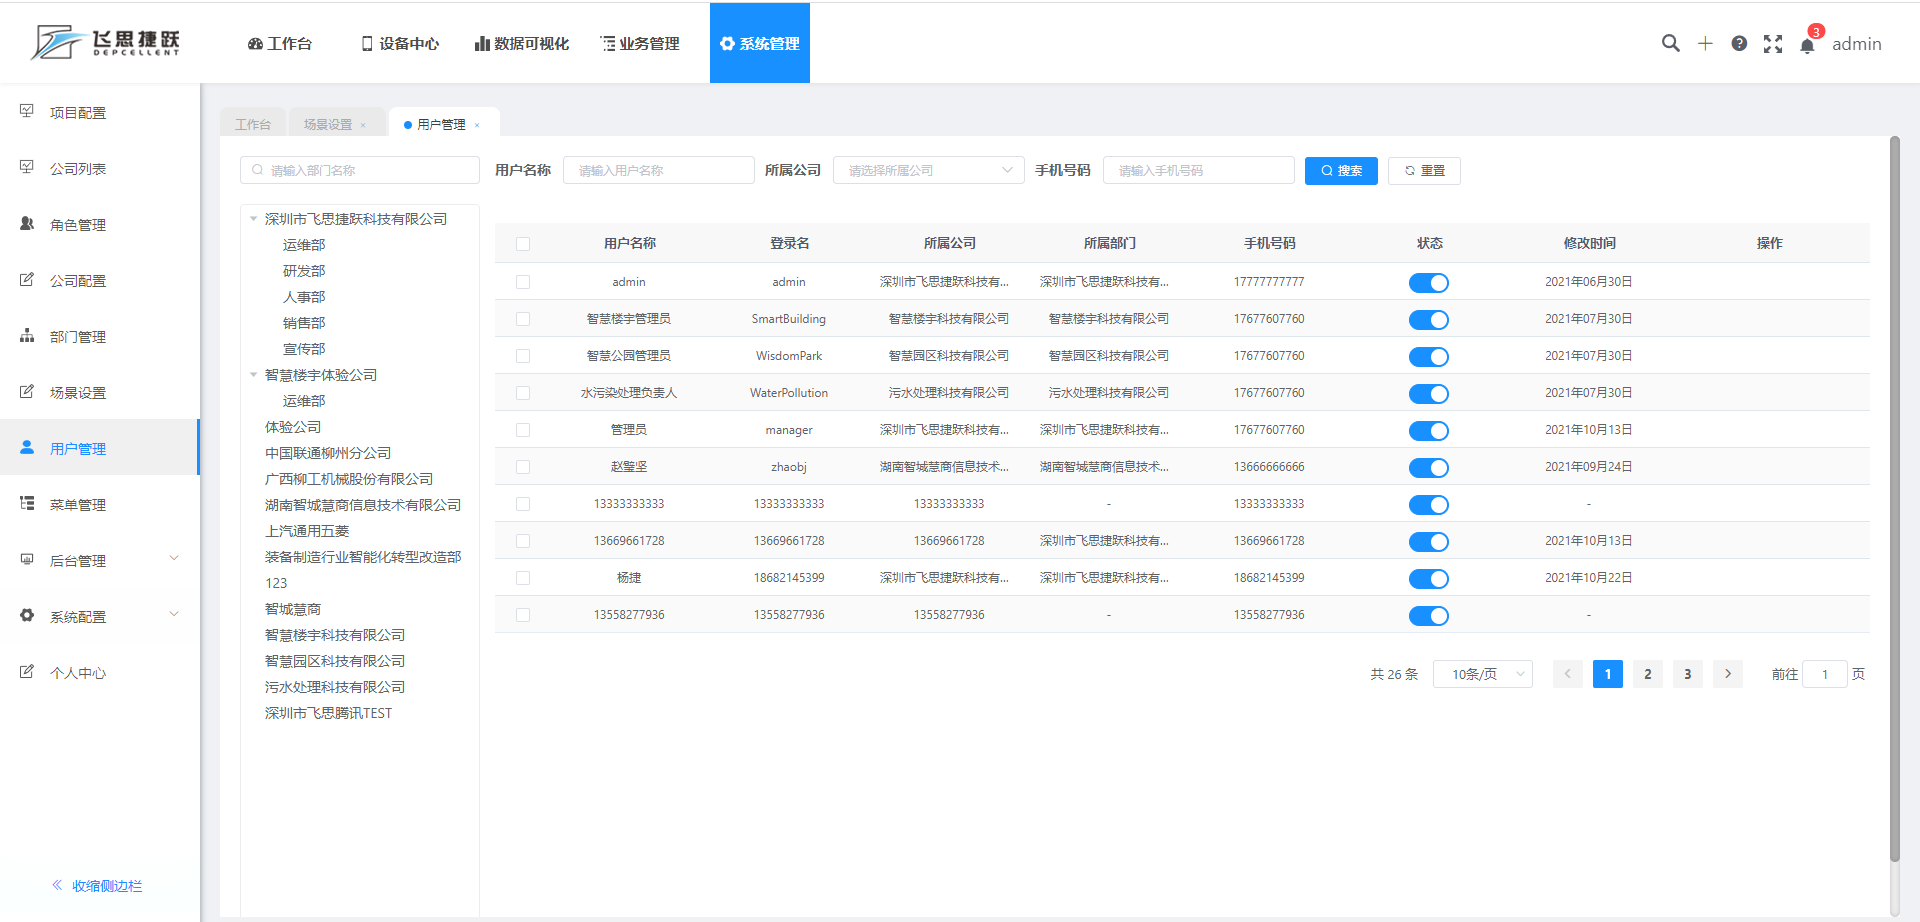 飞思捷跃
DEPCELLENT
工作台
设备中心
数据可视化
业务管理
系统管理
3
admin
项目配置
公司列表
角色管理
公司配置
部门管理
场景设置
用户管理
菜单管理
后台管理
系统配置
个人中心
收缩侧边栏
工作台
场景设置 ×
用户管理 ×
请输入部门名称
用户名称 请输入用户名称
所属公司 请选择所属公司
手机号码 请输入手机号码
搜索
重置
深圳市飞思捷跃科技有限公司
运维部
研发部
人事部
销售部
宣传部
智慧楼宇体验公司
运维部
体验公司
中国联通柳州分公司
广西柳工机械股份有限公司
湖南智城慧商信息技术有限公司
上汽通用五菱
装备制造行业智能化转型改造部
123
智城慧商
智慧楼宇科技有限公司
智慧园区科技有限公司
污水处理科技有限公司
深圳市飞思腾讯TEST
用户名称 登录名 所属公司 所属部门 手机号码 状态 修改时间 操作
admin admin 深圳市飞思捷跃科技有... 深圳市飞思捷跃科技有... 17777777777 2021年06月30日
智慧楼宇管理员 SmartBuilding 智慧楼宇科技有限公司 智慧楼宇科技有限公司 17677607760 2021年07月30日
智慧公园管理员 WisdomPark 智慧园区科技有限公司 智慧园区科技有限公司 17677607760 2021年07月30日
水污染处理负责人 WaterPollution 污水处理科技有限公司 污水处理科技有限公司 17677607760 2021年07月30日
管理员 manager 深圳市飞思捷跃科技有... 深圳市飞思捷跃科技有... 17677607760 2021年10月13日
赵璧坚 zhaobj 湖南智城慧商信息技术... 湖南智城慧商信息技术... 13666666666 2021年09月24日
13333333333 13333333333 13333333333 - 13333333333 -
13669661728 13669661728 13669661728 深圳市飞思捷跃科技有... 13669661728 2021年10月13日
杨捷 18682145399 深圳市飞思捷跃科技有... 深圳市飞思捷跃科技有... 18682145399 2021年10月22日
13558277936 13558277936 13558277936 - 13558277936 -
共 26 条 10条/页 1 2 3 前往 1 页